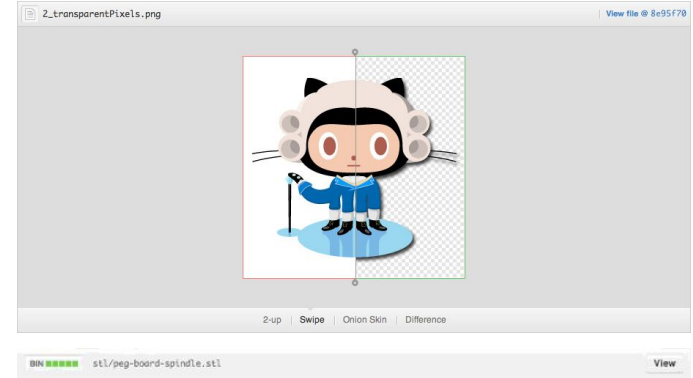 2_transparentPixels.png
View file @ 8e95f70
2-up | Swipe | Onion Skin | Difference
BIN stl/peg-board-spindle.stl
View